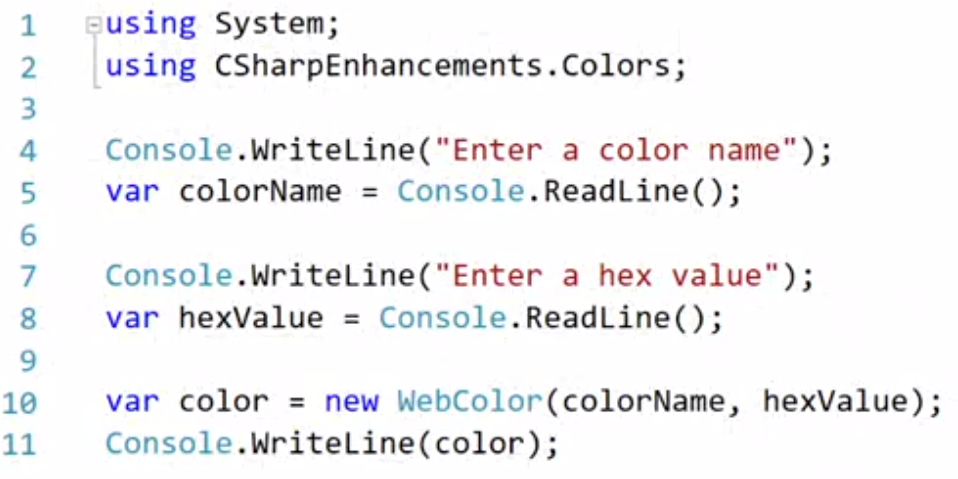 1 using System;
2 using CSharpEnhancements.Colors;
3
4 Console.WriteLine("Enter a color name");
5 var colorName = Console.ReadLine();
6
7 Console.WriteLine("Enter a hex value");
8 var hexValue = Console.ReadLine();
9
10 var color = new WebColor(colorName, hexValue);
11 Console.WriteLine(color);